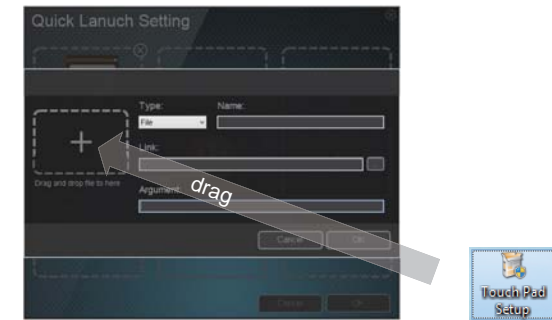 Quick Lanuch Setting
Type:
Name:
File
Link:
Drag and drop file to here
Argument:
drag
Cancel
OK
Cancel
OK
Touch Pad
Setup